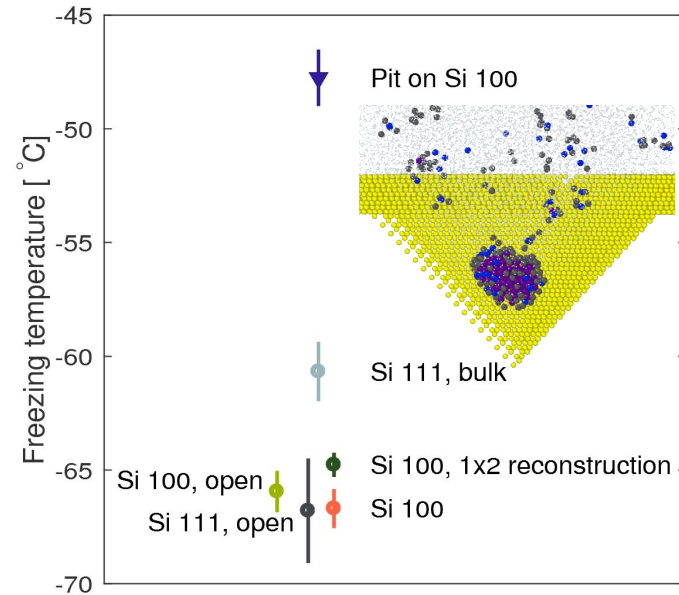 -45
Pit on Si 100
-50
-55
Freezing temperature [ °C]
-60
Si 111, bulk
-65
Si 100, 1x2 reconstruction
Si 100, open
Si 111, open
Si 100
-70